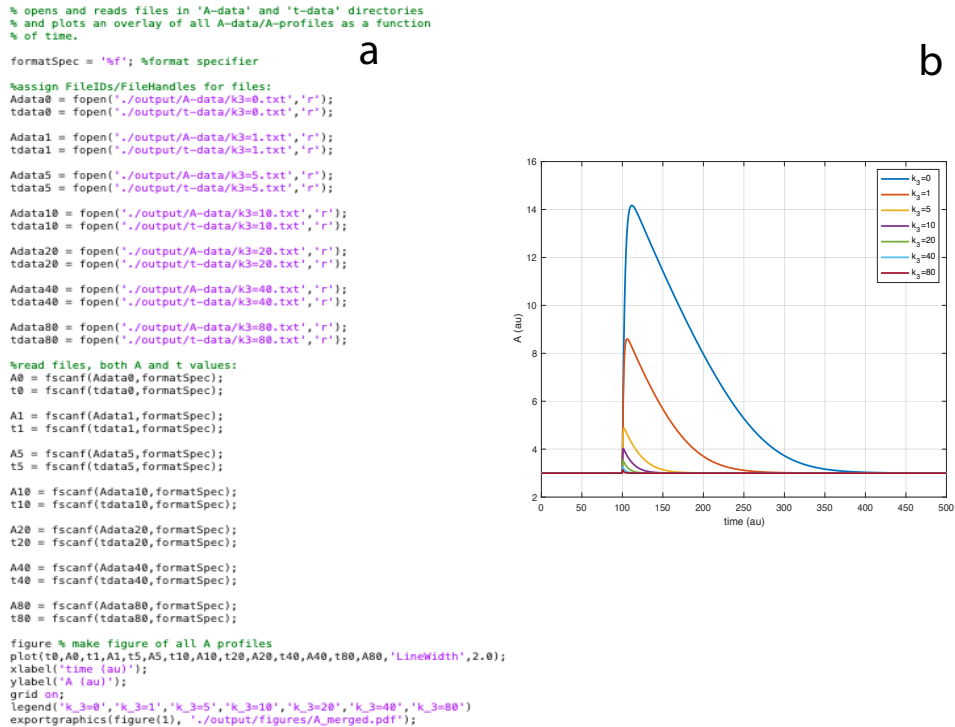 % opens and reads files in 'A-data' and 't-data' directories
% and plots an overlay of all A-data/A-profiles as a function
% of time.
a
b
formatSpec = '%f'; %format specifier
%assign FileIDs/FileHandles for files:
Adata0 = fopen('./output/A-data/k3=0.txt','r');
tdata0 = fopen('./output/t-data/k3=0.txt','r');
Adata1 = fopen('./output/A-data/k3=1.txt','r');
tdata1 = fopen('./output/t-data/k3=1.txt','r');
Adata5 = fopen('./output/A-data/k3=5.txt','r');
tdata5 = fopen('./output/t-data/k3=5.txt','r');
Adata10 = fopen('./output/A-data/k3=10.txt','r');
tdata10 = fopen('./output/t-data/k3=10.txt','r');
Adata20 = fopen('./output/A-data/k3=20.txt','r');
tdata20 = fopen('./output/t-data/k3=20.txt','r');
Adata40 = fopen('./output/A-data/k3=40.txt','r');
tdata40 = fopen('./output/t-data/k3=40.txt','r');
Adata80 = fopen('./output/A-data/k3=80.txt','r');
tdata80 = fopen('./output/t-data/k3=80.txt','r');
%read files, both A and t values:
A0 = fscanf(Adata0,formatSpec);
t0 = fscanf(tdata0,formatSpec);
A1 = fscanf(Adata1,formatSpec);
t1 = fscanf(tdata1,formatSpec);
A5 = fscanf(Adata5,formatSpec);
t5 = fscanf(tdata5,formatSpec);
A10 = fscanf(Adata10,formatSpec);
t10 = fscanf(tdata10,formatSpec);
A20 = fscanf(Adata20,formatSpec);
t20 = fscanf(tdata20,formatSpec);
A40 = fscanf(Adata40,formatSpec);
t40 = fscanf(tdata40,formatSpec);
A80 = fscanf(Adata80,formatSpec);
t80 = fscanf(tdata80,formatSpec);
figure % make figure of all A profiles
plot(t0,A0,t1,A1,t5,A5,t10,A10,t20,A20,t40,A40,t80,A80,'LineWidth',2.0);
xlabel('time (au)');
ylabel('A (au)');
grid on;
legend('k_3=0','k_3=1','k_3=5','k_3=10','k_3=20','k_3=40','k_3=80')
exportgraphics(figure(1), './output/figures/A_merged.pdf');
16
14
12
10
8
6
4
2
A (au)
0 50 100 150 200 250 300 350 400 450 500
time (au)
k3=0
k3=1
k3=5
k3=10
k3=20
k3=40
k3=80